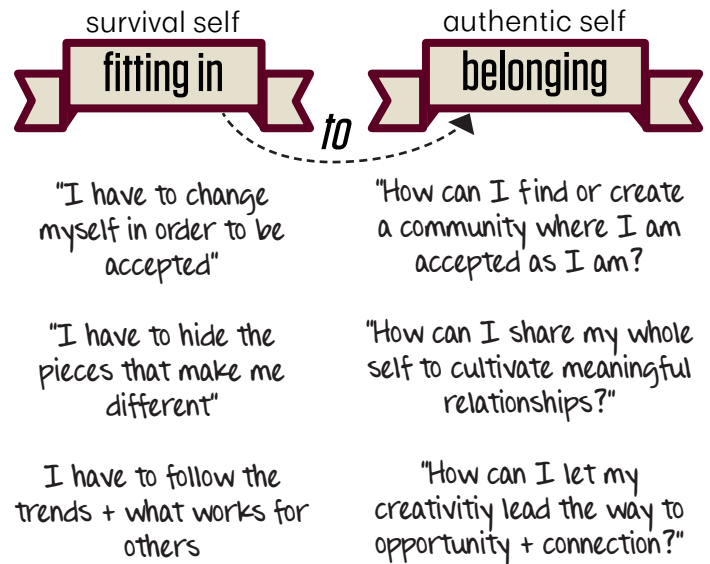 survival self
fitting in
to
authentic self
belonging
"I have to change
myself in order to be
accepted"
"How can I find or create
a community where I am
accepted as I am?
"I have to hide the
pieces that make me
different"
"How can I share my whole
self to cultivate meaningful
relationships?"
I have to follow the
trends + what works for
others
"How can I let my
creativitiy lead the way to
opportunity + connection?"